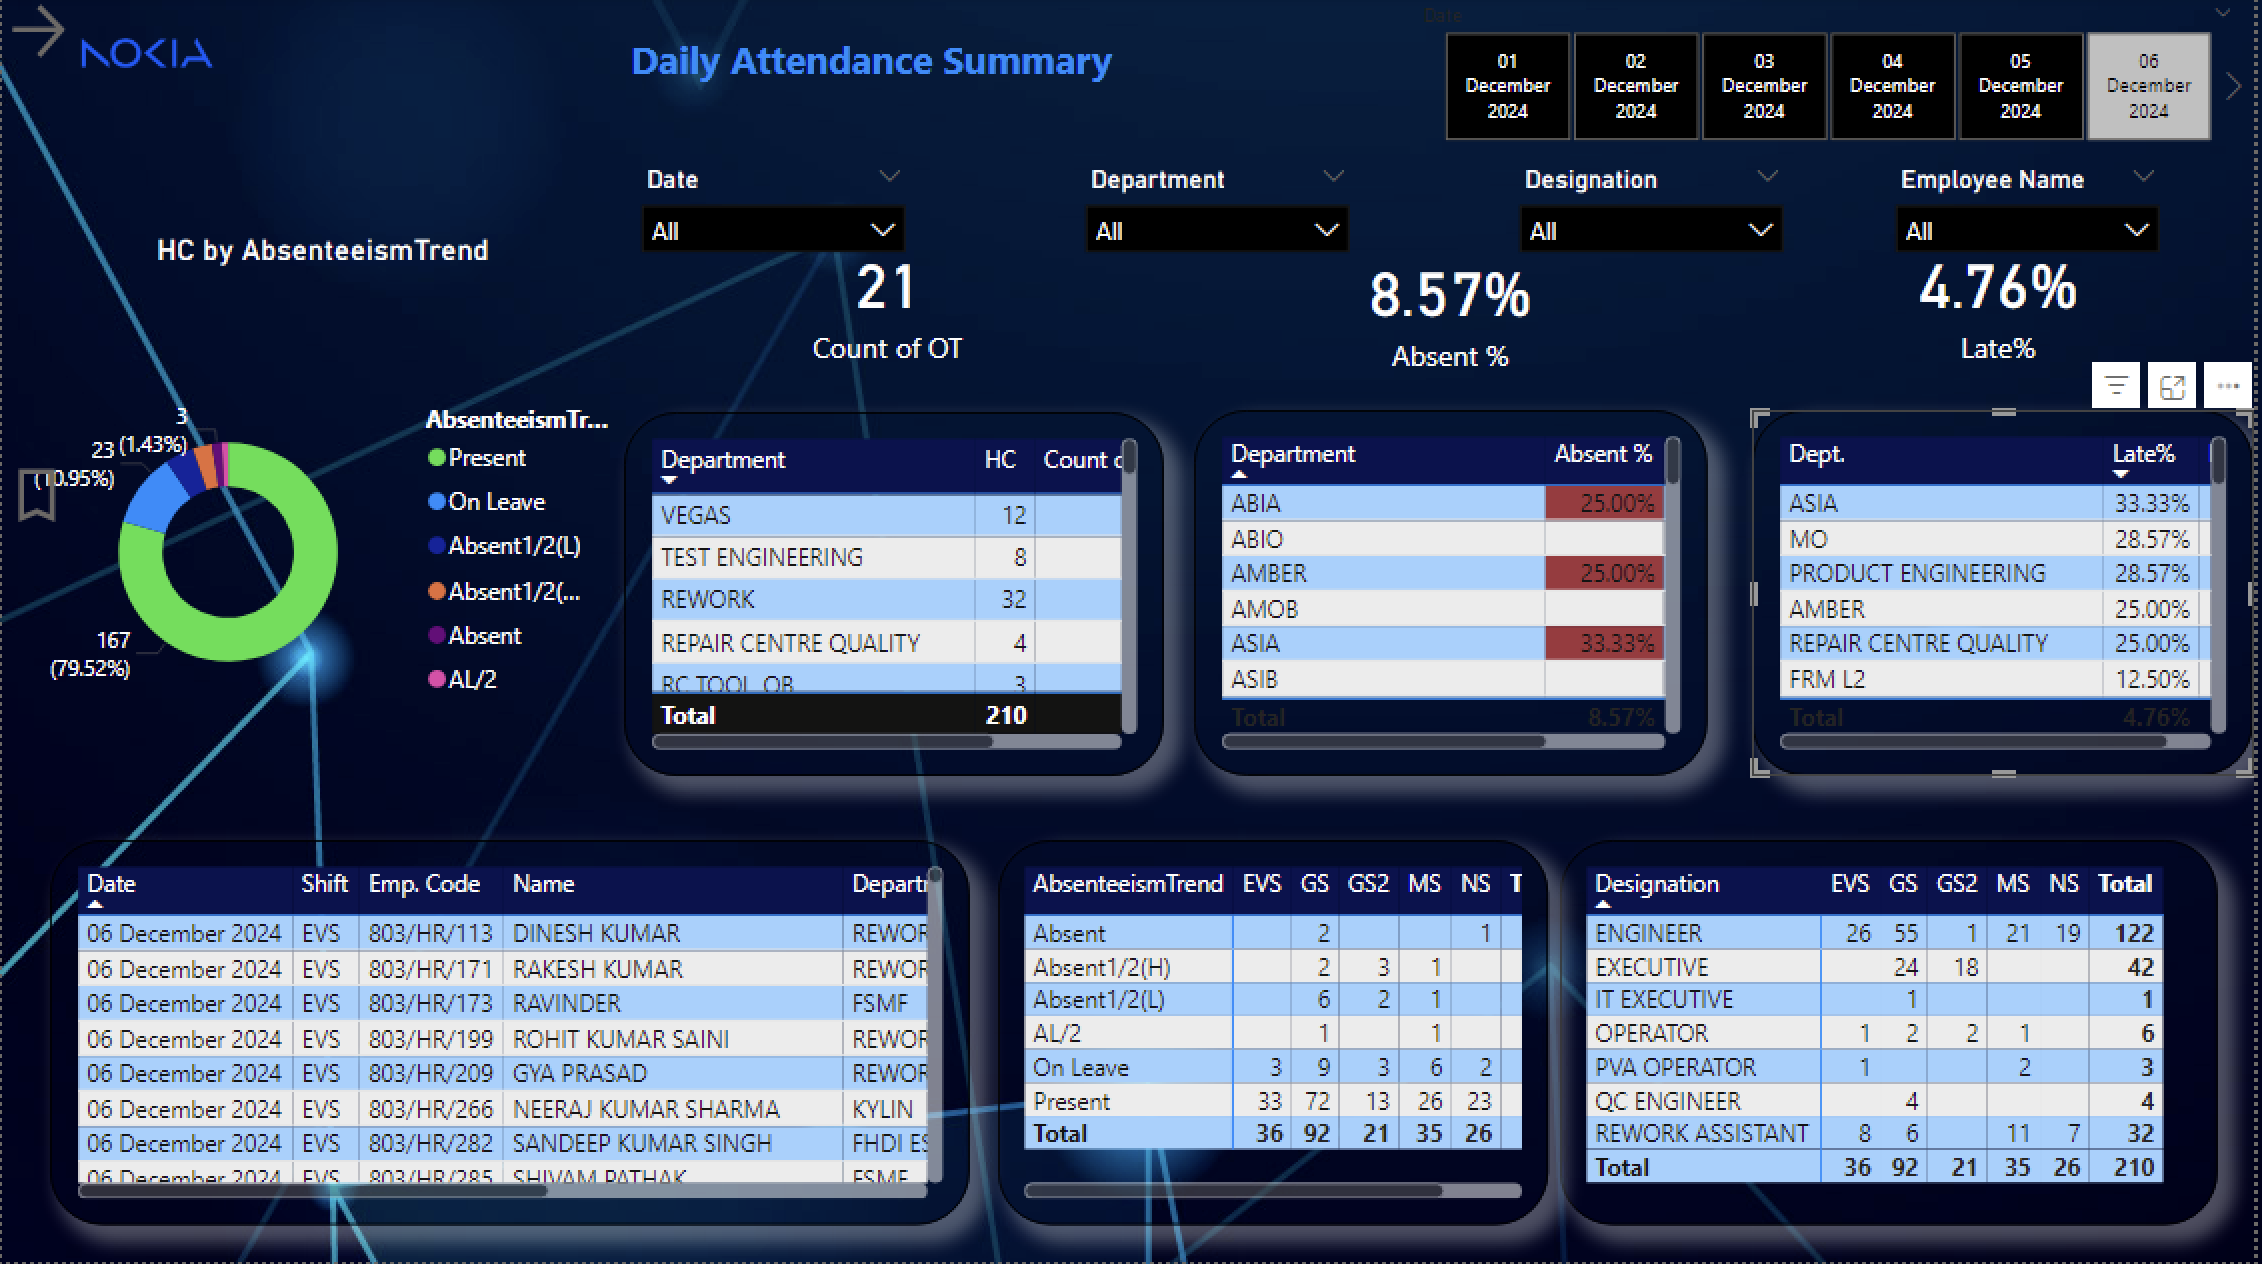 NOKIA
Daily Attendance Summary
Date
01 December 2024
02 December 2024
03 December 2024
04 December 2024
05 December 2024
06 December 2024
Date
All
Department
All
Designation
All
Employee Name
All
HC by AbsenteeismTrend
21
Count of OT
8.57%
Absent %
4.76%
Late%
3
(1.43%)
23
(10.95%)
167
(79.52%)
AbsenteeismTr...
Present
On Leave
Absent1/2(L)
Absent1/2(...
Absent
AL/2
Department HC Count
VEGAS 12
TEST ENGINEERING 8
REWORK 32
REPAIR CENTRE QUALITY 4
RC TOOL OB 3
Total 210
Department Absent %
ABIA 25.00%
ABIO
AMBER 25.00%
AMOB
ASIA 33.33%
ASIB
Total 8.57%
Dept. Late%
ASIA 33.33%
MO 28.57%
PRODUCT ENGINEERING 28.57%
AMBER 25.00%
REPAIR CENTRE QUALITY 25.00%
FRM L2 12.50%
Total 4.76%
Date Shift Emp. Code Name Depart
06 December 2024 EVS 803/HR/113 DINESH KUMAR REWOR
06 December 2024 EVS 803/HR/171 RAKESH KUMAR REWOR
06 December 2024 EVS 803/HR/173 RAVINDER FSMF
06 December 2024 EVS 803/HR/199 ROHIT KUMAR SAINI REWOR
06 December 2024 EVS 803/HR/209 GYA PRASAD REWOR
06 December 2024 EVS 803/HR/266 NEERAJ KUMAR SHARMA KYLIN
06 December 2024 EVS 803/HR/282 SANDEEP KUMAR SINGH FHDI ES
06 December 2024 EVS 803/HR/285 SHIVAM PATHAK FSMF
AbsenteeismTrend EVS GS GS2 MS NS T
Absent 2 1
Absent1/2(H) 2 3 1
Absent1/2(L) 6 2 1
AL/2 1 1
On Leave 3 9 3 6 2
Present 33 72 13 26 23
Total 36 92 21 35 26
Designation EVS GS GS2 MS NS Total
ENGINEER 26 55 1 21 19 122
EXECUTIVE 24 18 42
IT EXECUTIVE 1 1
OPERATOR 1 2 2 1 6
PVA OPERATOR 1 2 3
QC ENGINEER 4 4
REWORK ASSISTANT 8 6 11 7 32
Total 36 92 21 35 26 210